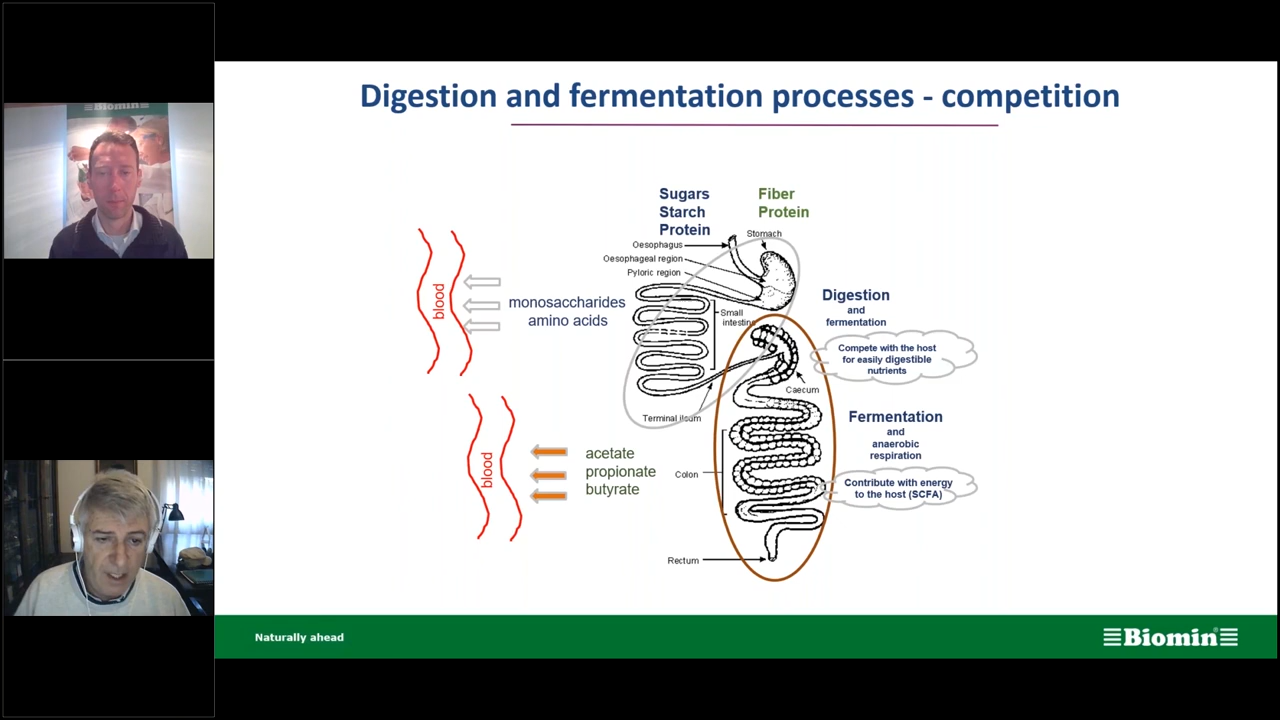 Biomin
Digestion and fermentation processes - competition
Sugars
Starch
Protein
Fiber
Protein
Stomach
Oesophagus
Oesophageal region
Pyloric region
blood
monosaccharides
amino acids
Small
intestine
Digestion
and
fermentation
Compete with the host
for easily digestible
nutrients
Caecum
Terminal ileum
Fermentation
and
anaerobic
respiration
blood
acetate
propionate
butyrate
Colon
Contribute with energy
to the host (SCFA)
Rectum
Naturally ahead
Biomin®